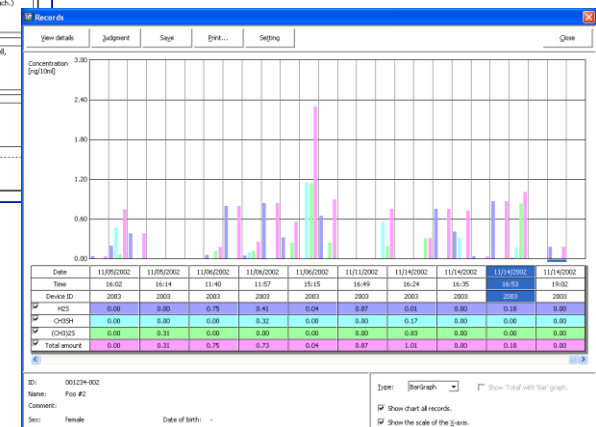 uch.)
all,
Records
View details Judgment Save Print... Setting Close
Concentration
[ng/10ml]
3.00
2.40
1.80
1.20
0.60
0.00
Date 11/05/2002 11/05/2002 11/06/2002 11/06/2002 11/06/2002 11/11/2002 11/14/2002 11/14/2002 11/14/2002 11/14/2002
Time 16:02 16:14 11:40 11:57 15:15 16:49 16:24 16:35 16:53 19:02
Device ID 2003 2003 2003 2003 2003 2003 2003 2003 2003 2003
H2S 0.00 0.00 0.75 0.41 0.04 0.87 0.01 0.00 0.18 0.00
CH3SH 0.00 0.00 0.00 0.32 0.00 0.00 0.17 0.00 0.00 0.00
(CH3)2S 0.00 0.31 0.00 0.00 0.00 0.00 0.83 0.00 0.00 0.00
Total amount 0.00 0.31 0.75 0.73 0.04 0.87 1.01 0.00 0.18 0.00
ID: 001234-002
Name: Foo #2
Comment:
Sex: female Date of birth: -
Type: BarGraph Show 'Total' with 'Bar' graph.
Show chart all records.
Show the scale of the X-axis.